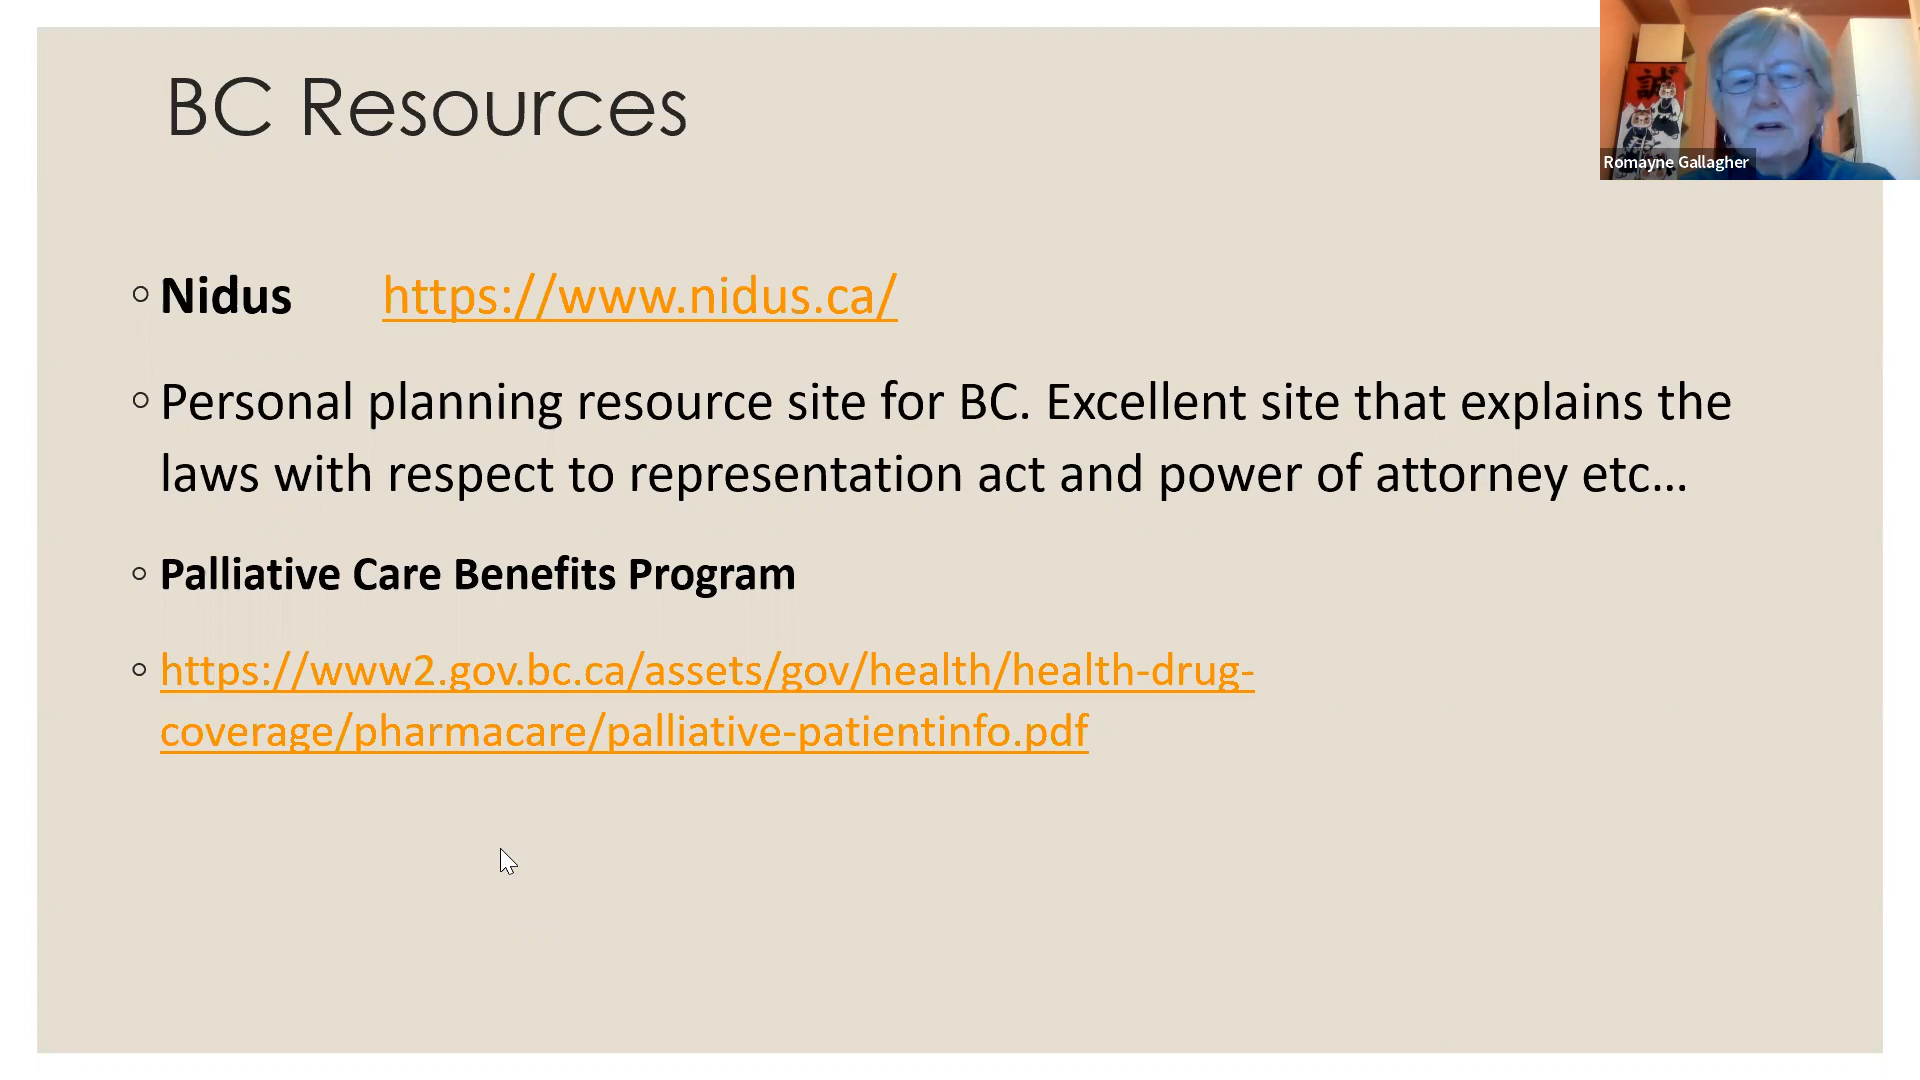 BC Resources
Nidus https://www.nidus.ca/
Personal planning resource site for BC. Excellent site that explains the
laws with respect to representation act and power of attorney etc...
Palliative Care Benefits Program
https://www2.gov.bc.ca/assets/gov/health/health-drug-
coverage/pharmacare/palliative-patientinfo.pdf
誠
Romayne Gallagher